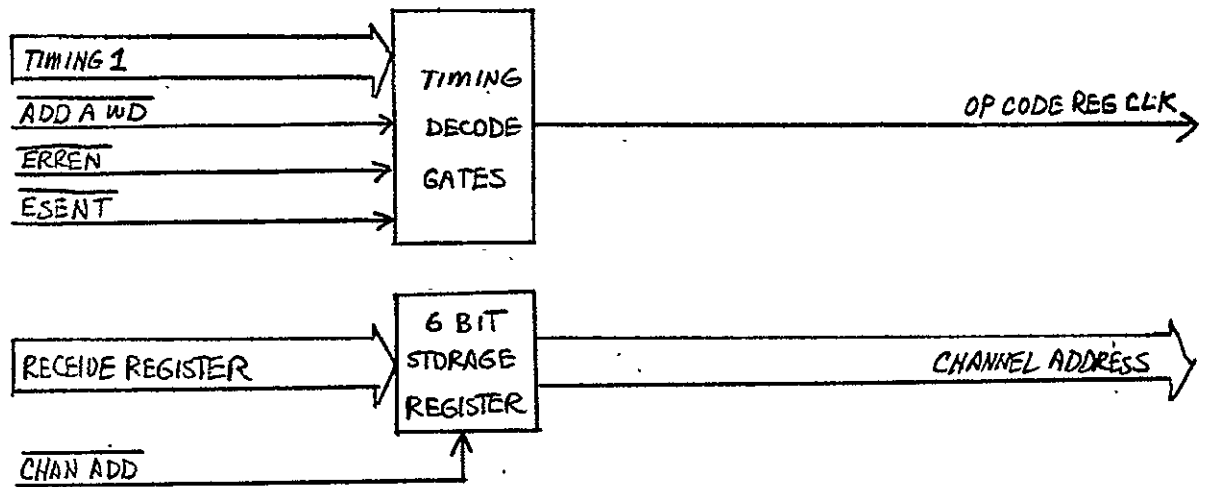 TIMING 1
ADD A WD
ERREN
ESENT
TIMING
DECODE
GATES
OP CODE REG CLK
RECEIDE REGISTER
CHAN ADD
6 BIT
STORAGE
REGISTER
CHANNEL ADDRESS